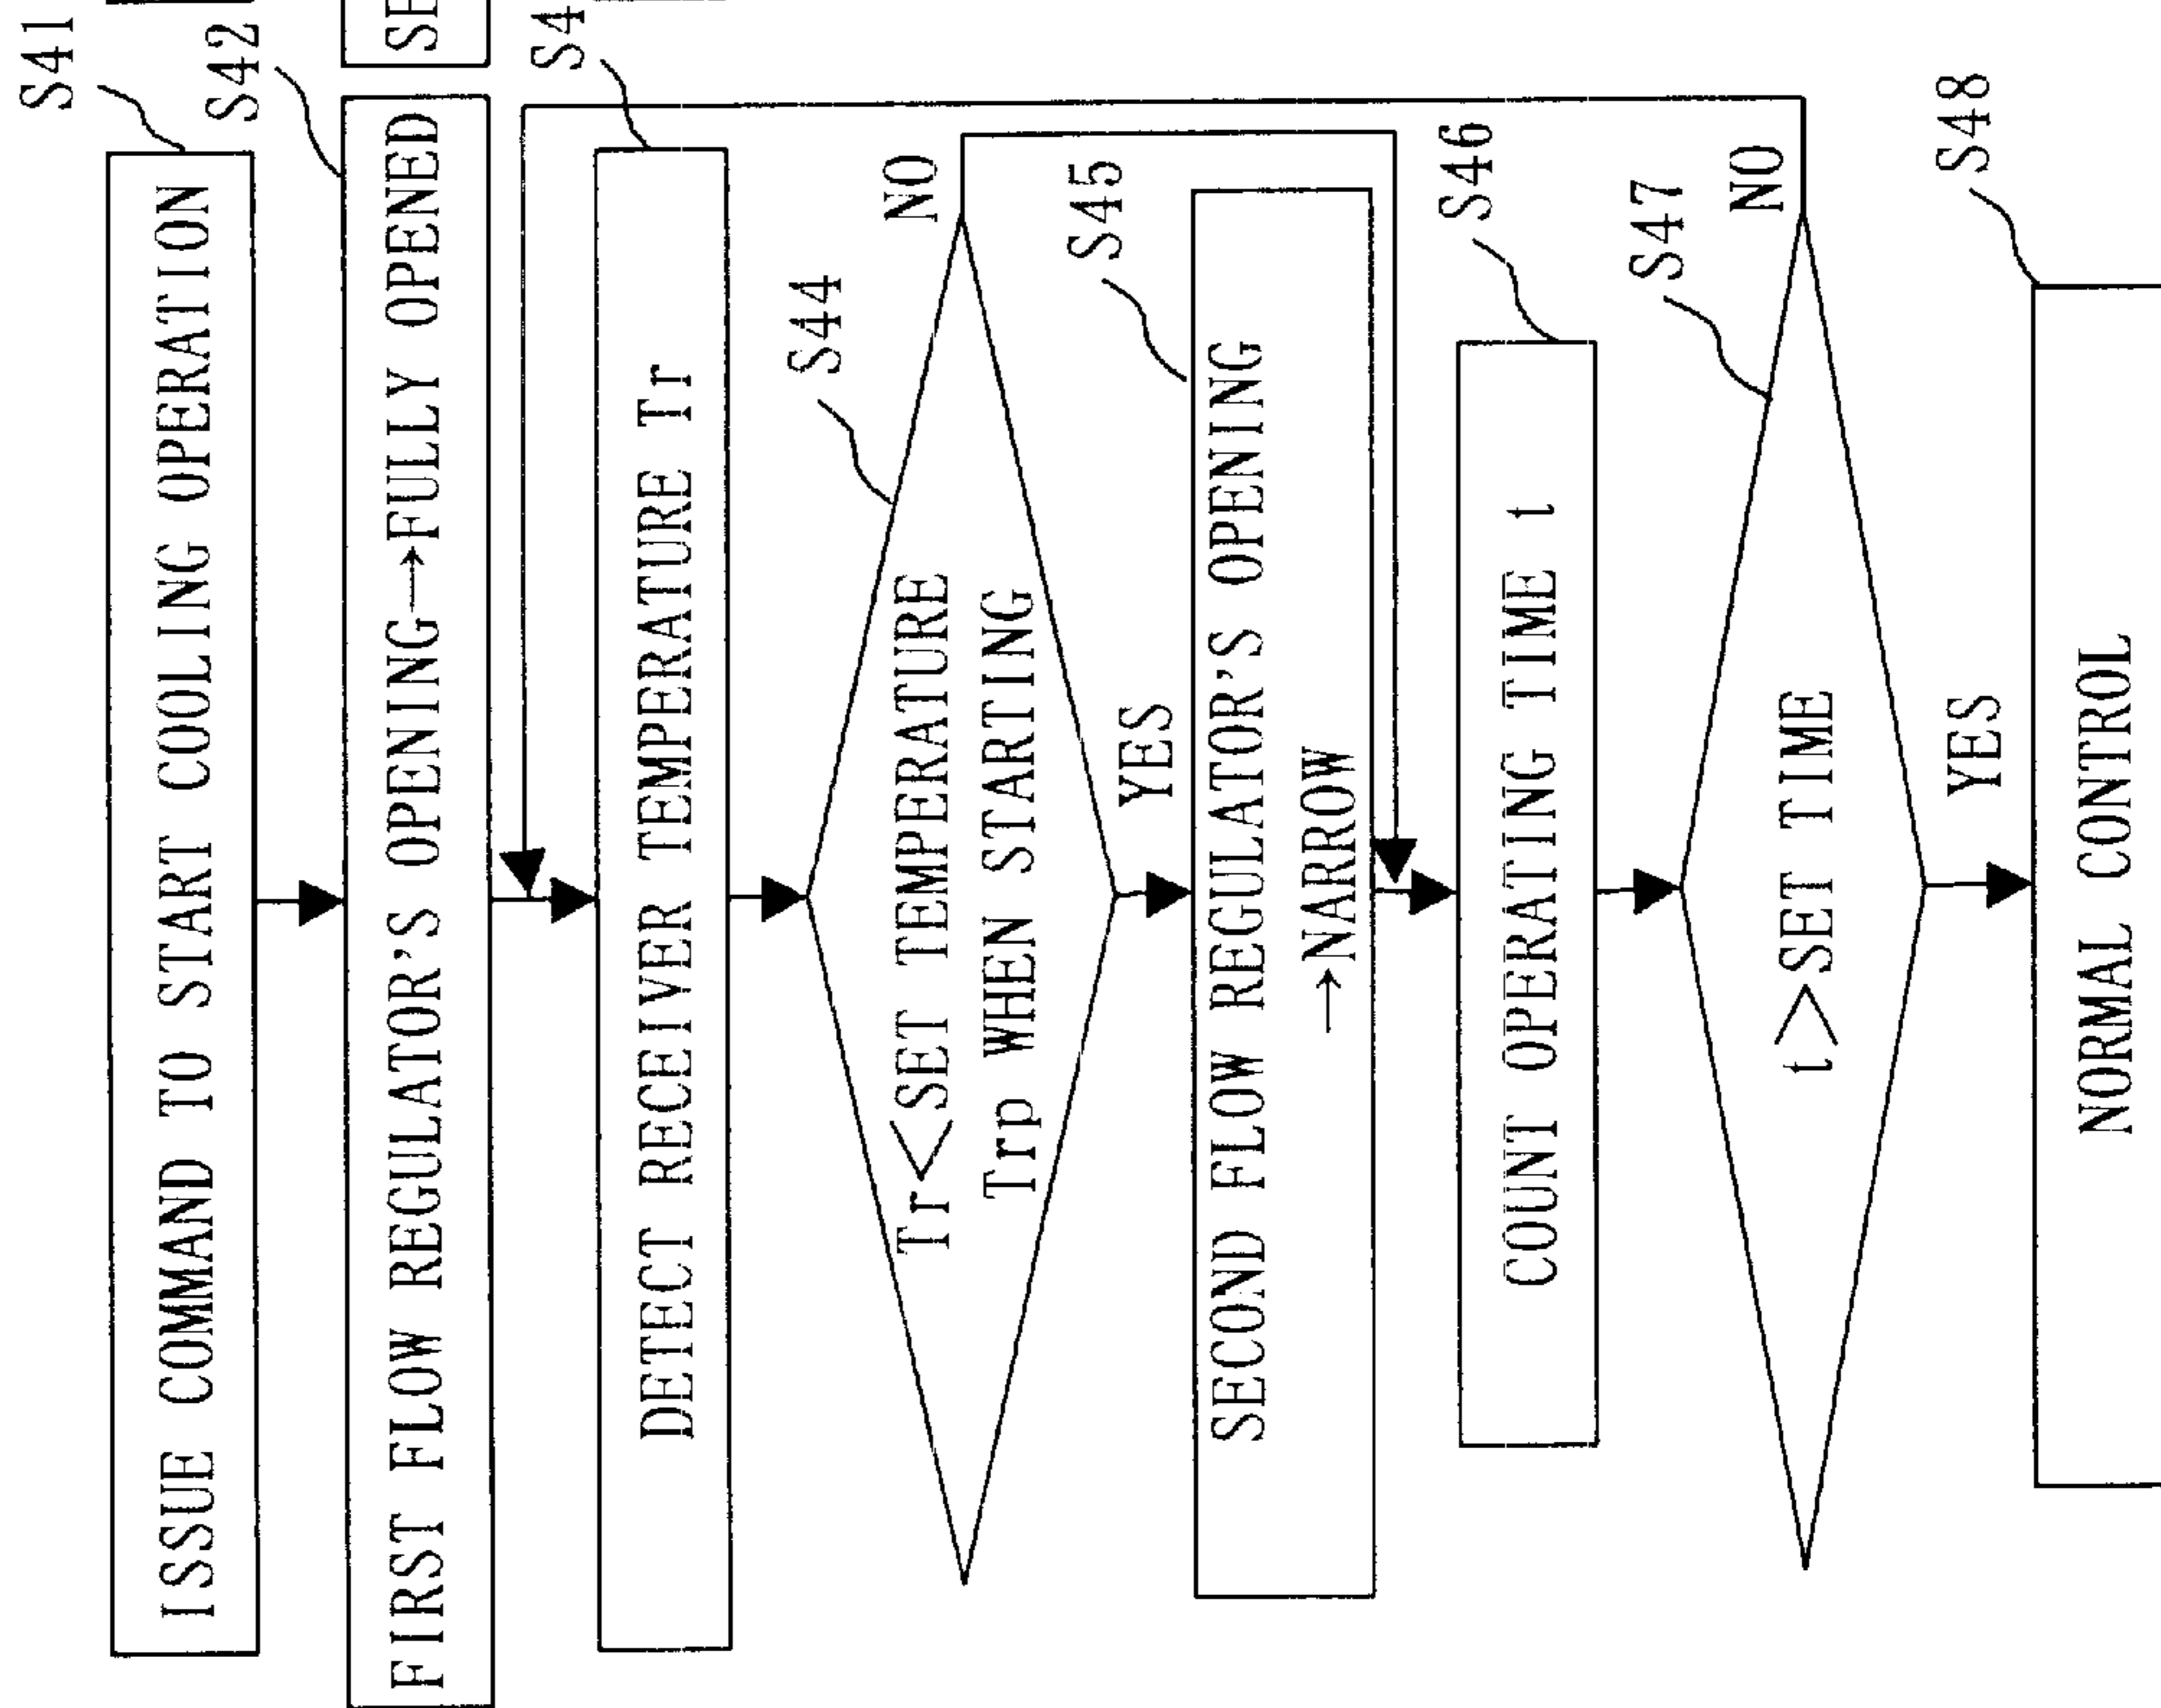 S41
ISSUE COMMAND TO START COOLING OPERATION
S42
FIRST FLOW REGULATOR'S OPENING→FULLY OPENED
SE
S4
DETECT RECEIVER TEMPERATURE Tr
S44
Tr<SET TEMPERATURE
Trp WHEN STARTING
NO
YES
S45
SECOND FLOW REGULATOR'S OPENING
→NARROW
S46
COUNT OPERATING TIME t
S47
t>SET TIME
NO
YES
S48
NORMAL CONTROL